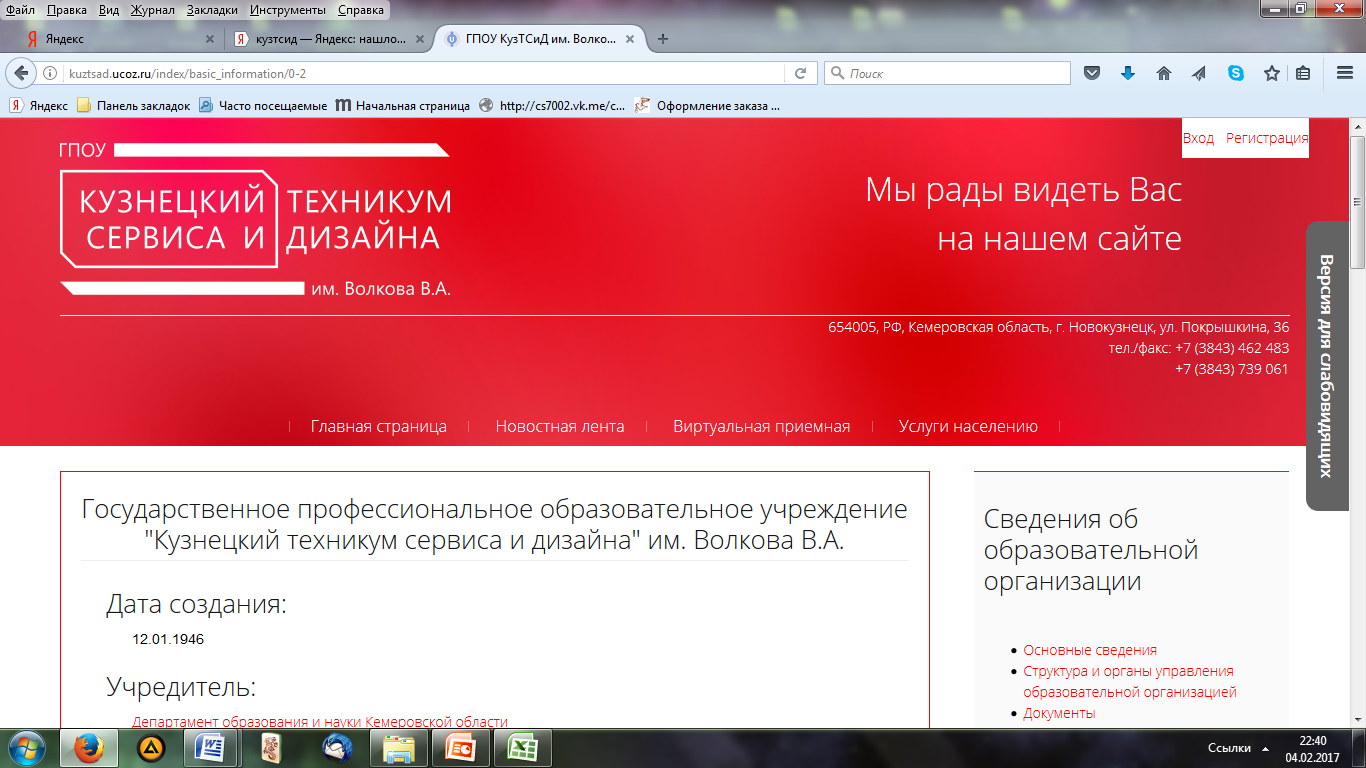 Файл Правка Вид Журнал Закладки Инструменты Справка
Яндекс
кузтсид — Яндекс: нашло...
ГПОУ КузТСиД им. Волко...
kuztsad.ucoz.ru/index/basic_information/0-2
Поиск
Яндекс Панель закладок Часто посещаемые Начальная страница http://cs7002.vk.me/c... Оформление заказа ...
Вход Регистрация
ГПОУ
КУЗНЕЦКИЙ ТЕХНИКУМ
СЕРВИСА И ДИЗАЙНА
им. Волкова В.А.
Мы рады видеть Вас
на нашем сайте
654005, РФ, Кемеровская область, г. Новокузнецк, ул. Покрышкина, 36
тел./факс: +7 (3843) 462 483
+7 (3843) 739 061
Версия для слабовидящих
Главная страница Новостная лента Виртуальная приемная Услуги населению
Государственное профессиональное образовательное учреждение
"Кузнецкий техникум сервиса и дизайна" им. Волкова В.А.
Дата создания:
12.01.1946
Учредитель:
Департамент образования и науки Кемеровской области
Сведения об
образовательной
организации
Основные сведения
Структура и органы управления
образовательной организацией
Документы
Ссылки
22:40
04.02.2017